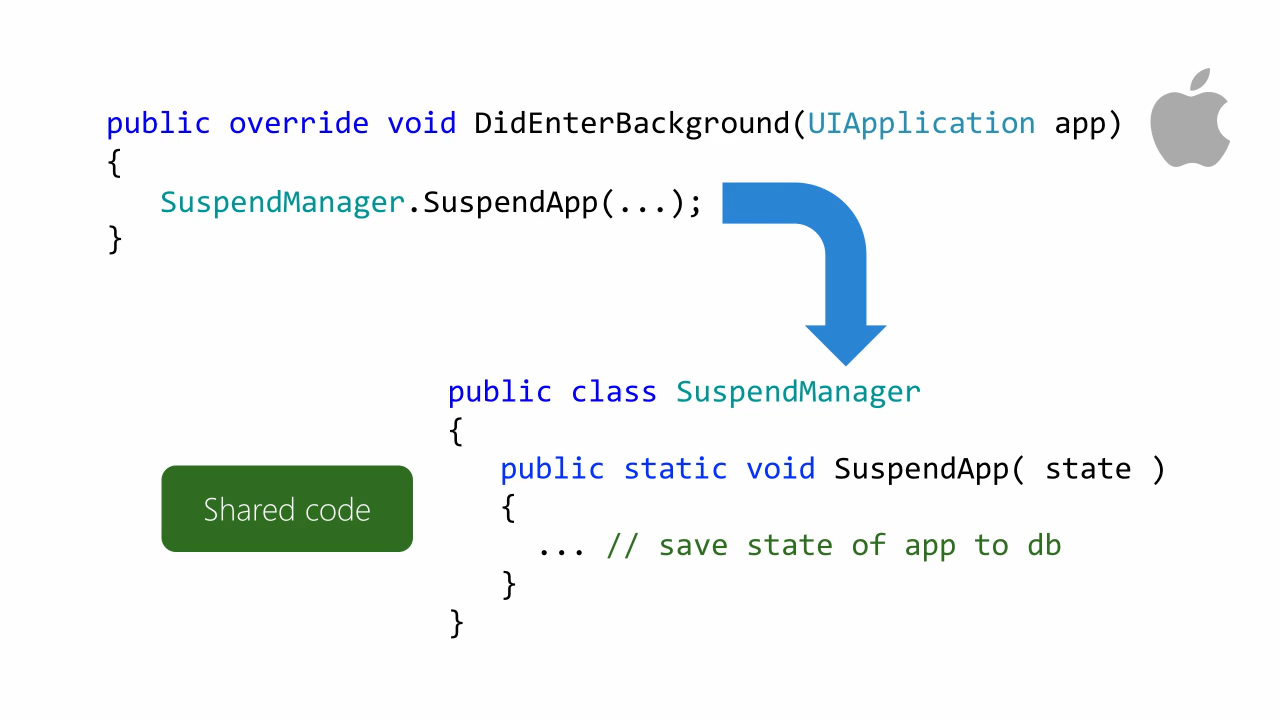 public override void DidEnterBackground(UIApplication app)
{
   SuspendManager.SuspendApp(...);
}
public class SuspendManager
{
   public static void SuspendApp( state )
   {
Shared code
     ... // save state of app to db
   }
}